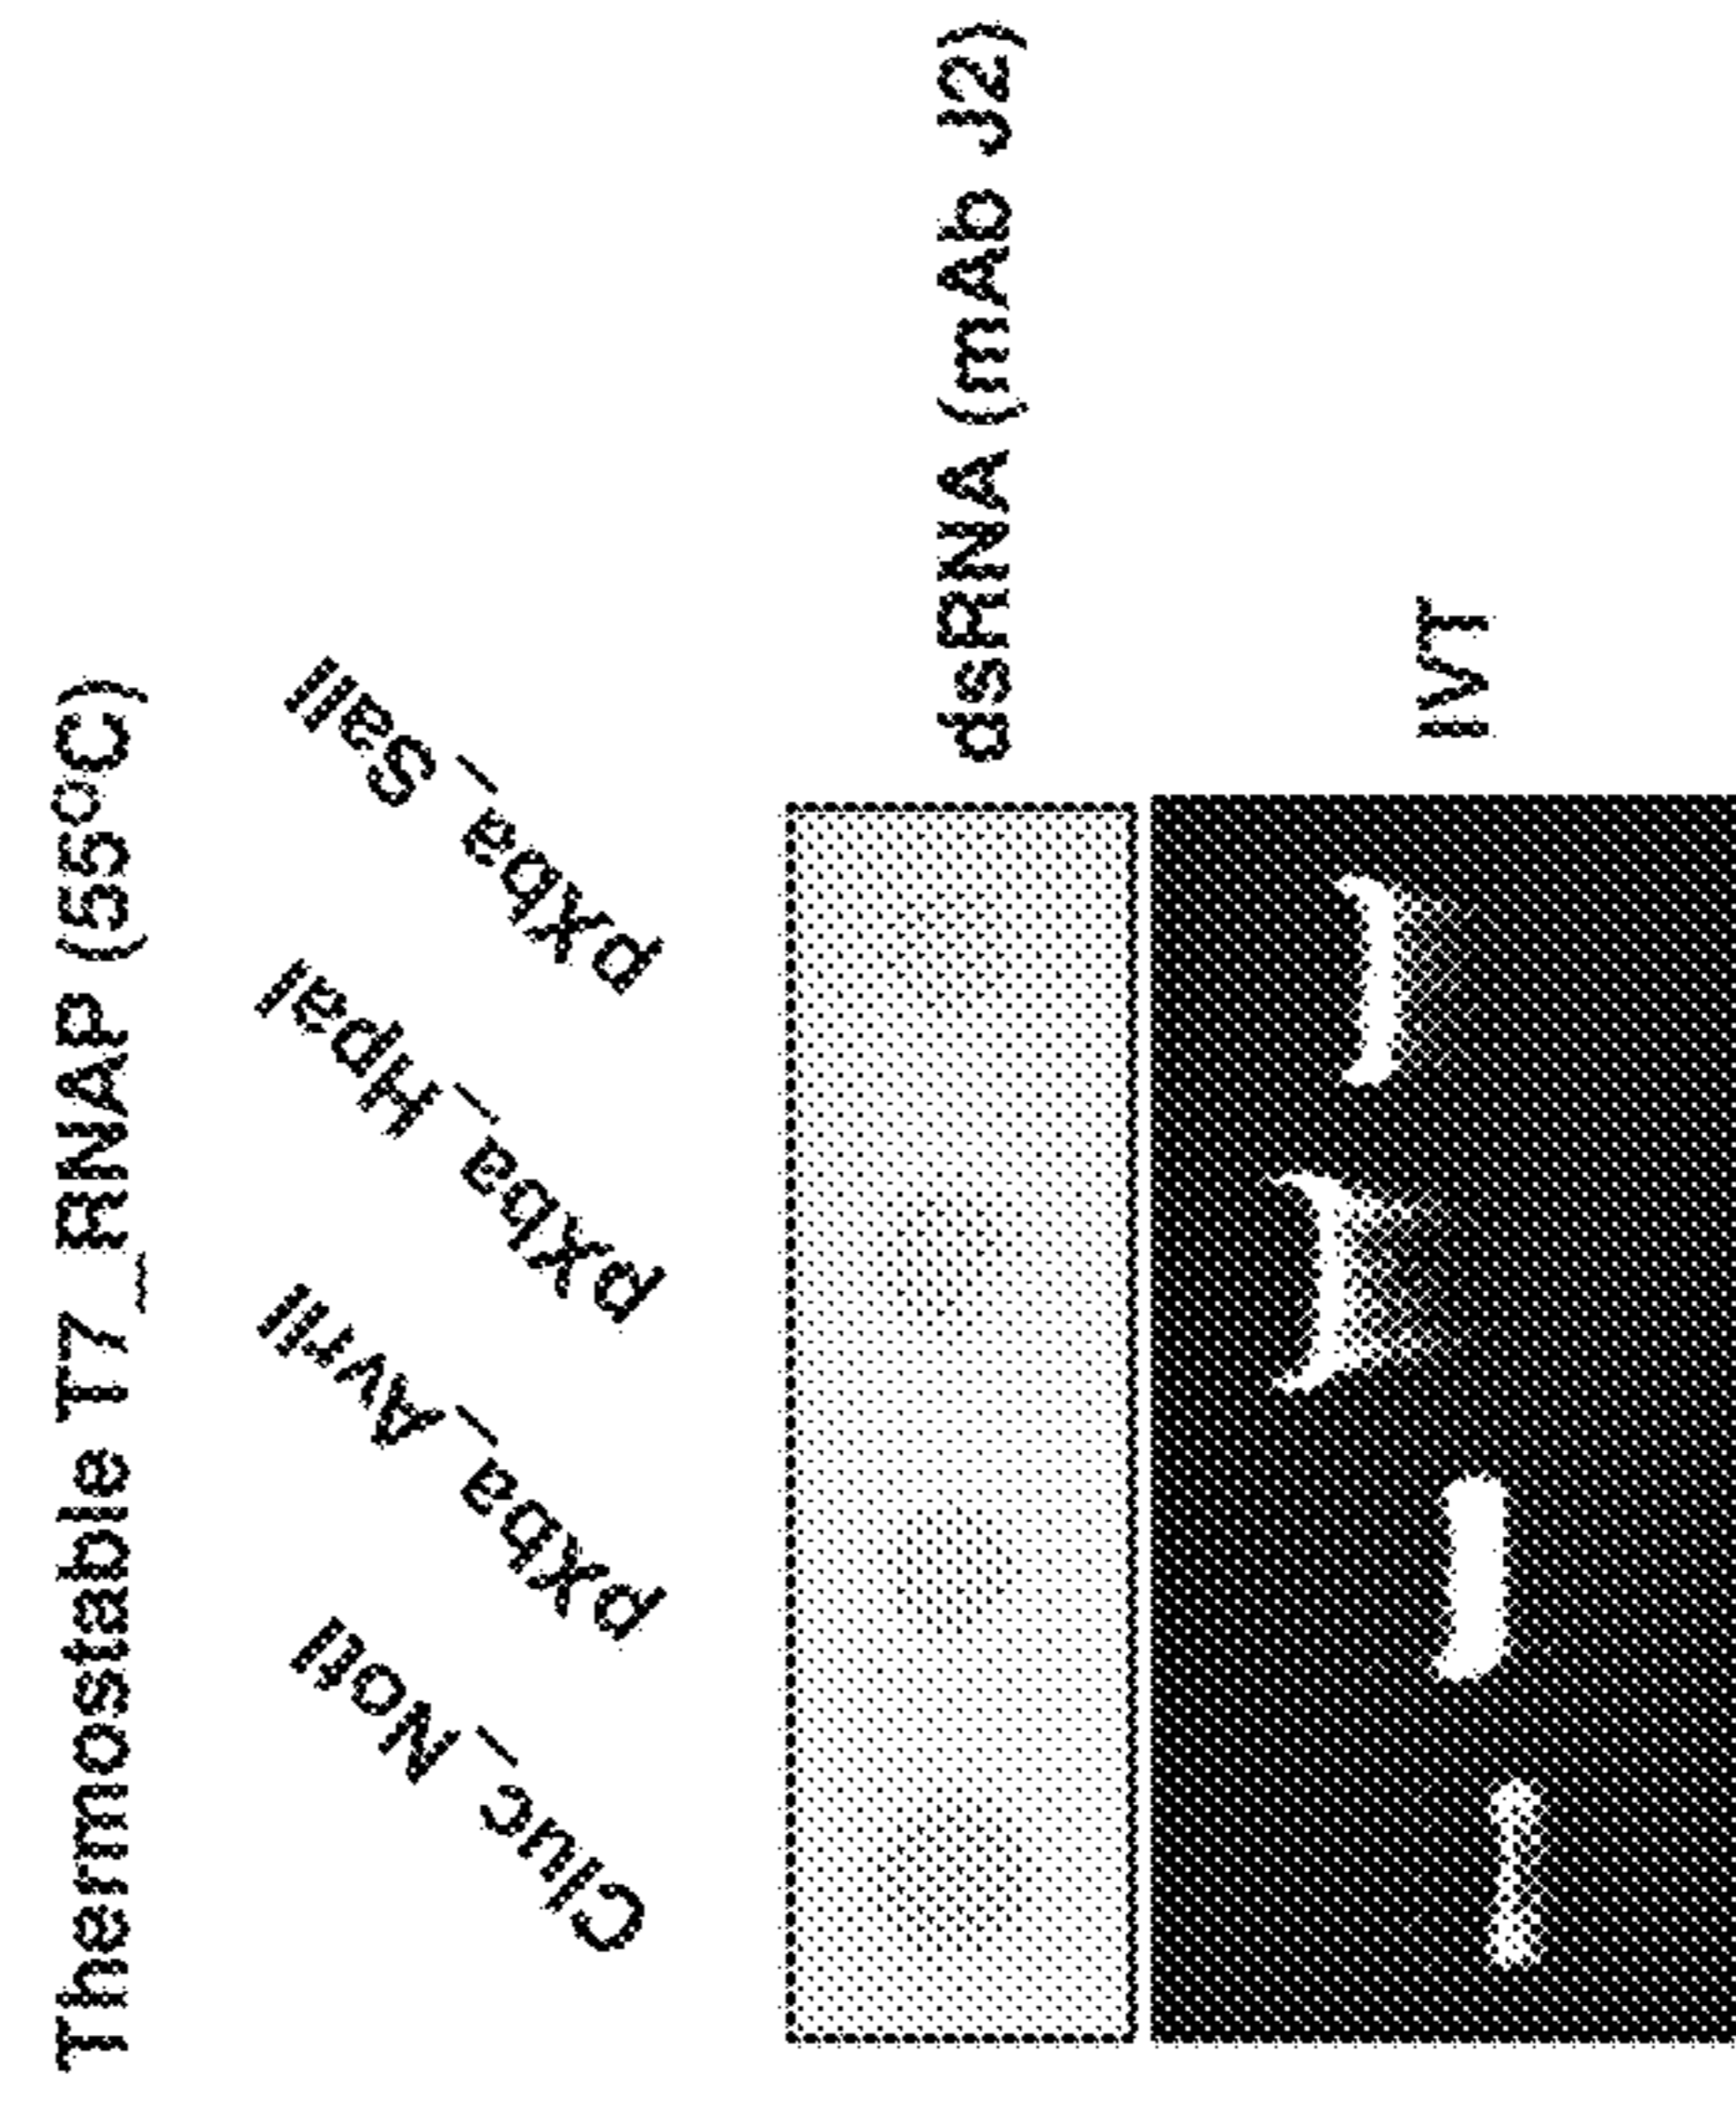 Thermostable T7_RNAP (55°C)
Cluc_NotI
pXba_AvrII
pXba_HpaI
pXba_SalI
dsRNA (mAb J2)
IVT